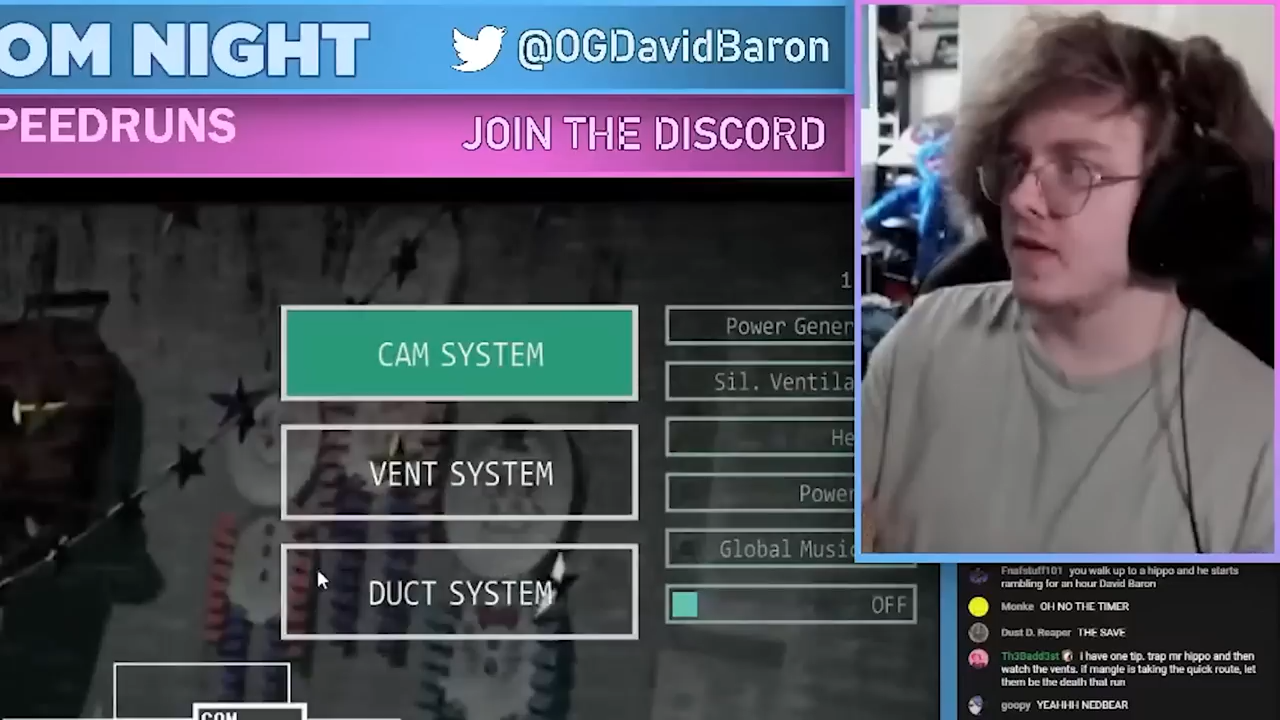 OM NIGHT
@OGDavidBaron
PEEDRUNS
JOIN THE DISCORD
1
CAM SYSTEM
VENT SYSTEM
DUCT SYSTEM
Power Gener
Sil. Ventila
He
Power
Global Music
OFF
Fnafstuff101 you walk up to a hippo and he starts
rambling for an hour David Baron
Monke OH NO THE TIMER
Dust D. Reaper THE SAVE
Th3Badd3st i have one tip. trap mr hippo and then
watch the vents. if mangle is taking the quick route, let
them be the death that run
goopy YEAHHH NEDBEAR